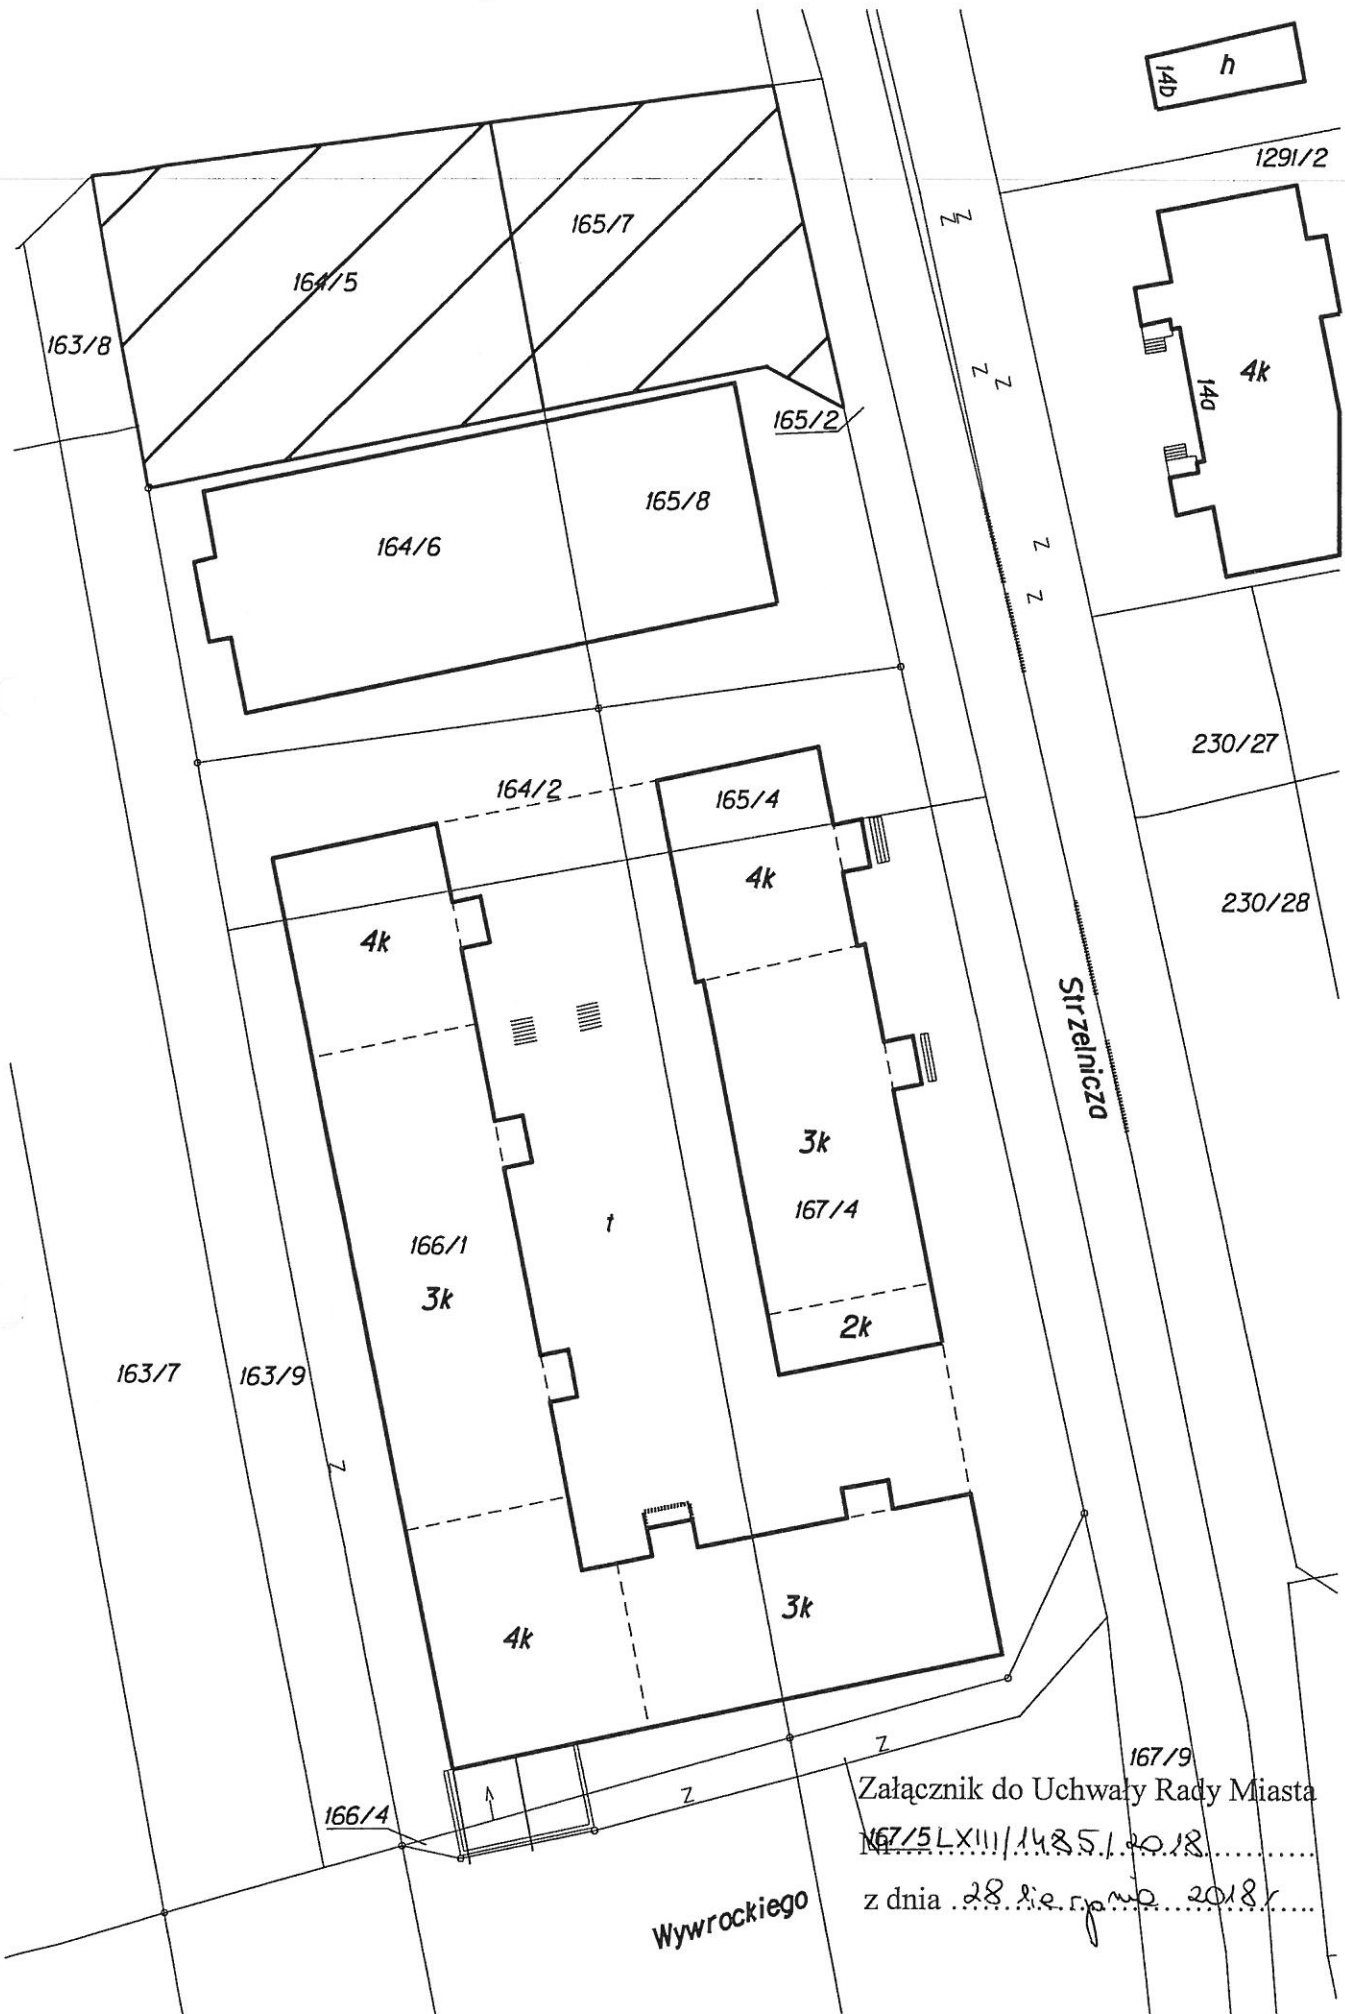 h
14b
1291/2
165/7
164/5
163/8
4k
14a
165/2
165/8
164/6
230/27
164/2
165/4
4k
230/28
4k
Strzelnicza
3k
167/4
t
166/1
3k
2k
163/7
163/9
3k
4k
167/9
Załącznik do Uchwały Rady Miasta
166/4
167/5
Nr LXIII/1485/2018
z dnia 28 sierpnia 2018r.
Wywrockiego
z
z
z
z
z
z
z
z
z